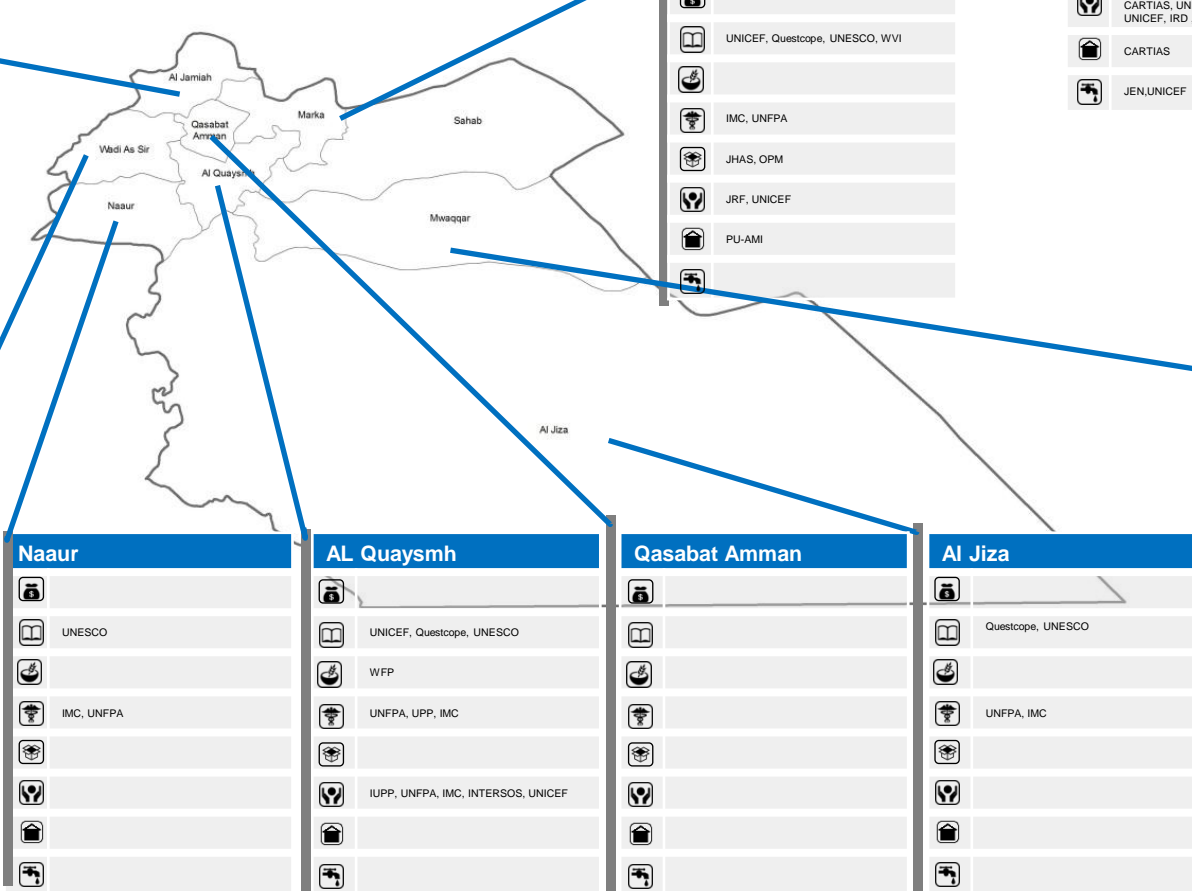 CARTIAS, UN
UNICEF, IRD
UNICEF, Questcope, UNESCO, WVI
CARTIAS
JEN,UNICEF
IMC, UNFPA
JHAS, OPM
JRF, UNICEF
PU-AMI
Al Jamiah
Marka
Sahab
Qasabat
Amman
Wadi As Sir
Al Quaysmh
Naaur
Mwaqqar
Al Jiza
Naaur
UNESCO
IMC, UNFPA
AL Quaysmh
UNICEF, Questcope, UNESCO
WFP
UNFPA, UPP, IMC
IUPP, UNFPA, IMC, INTERSOS, UNICEF
Qasabat Amman
Al Jiza
Questcope, UNESCO
UNFPA, IMC